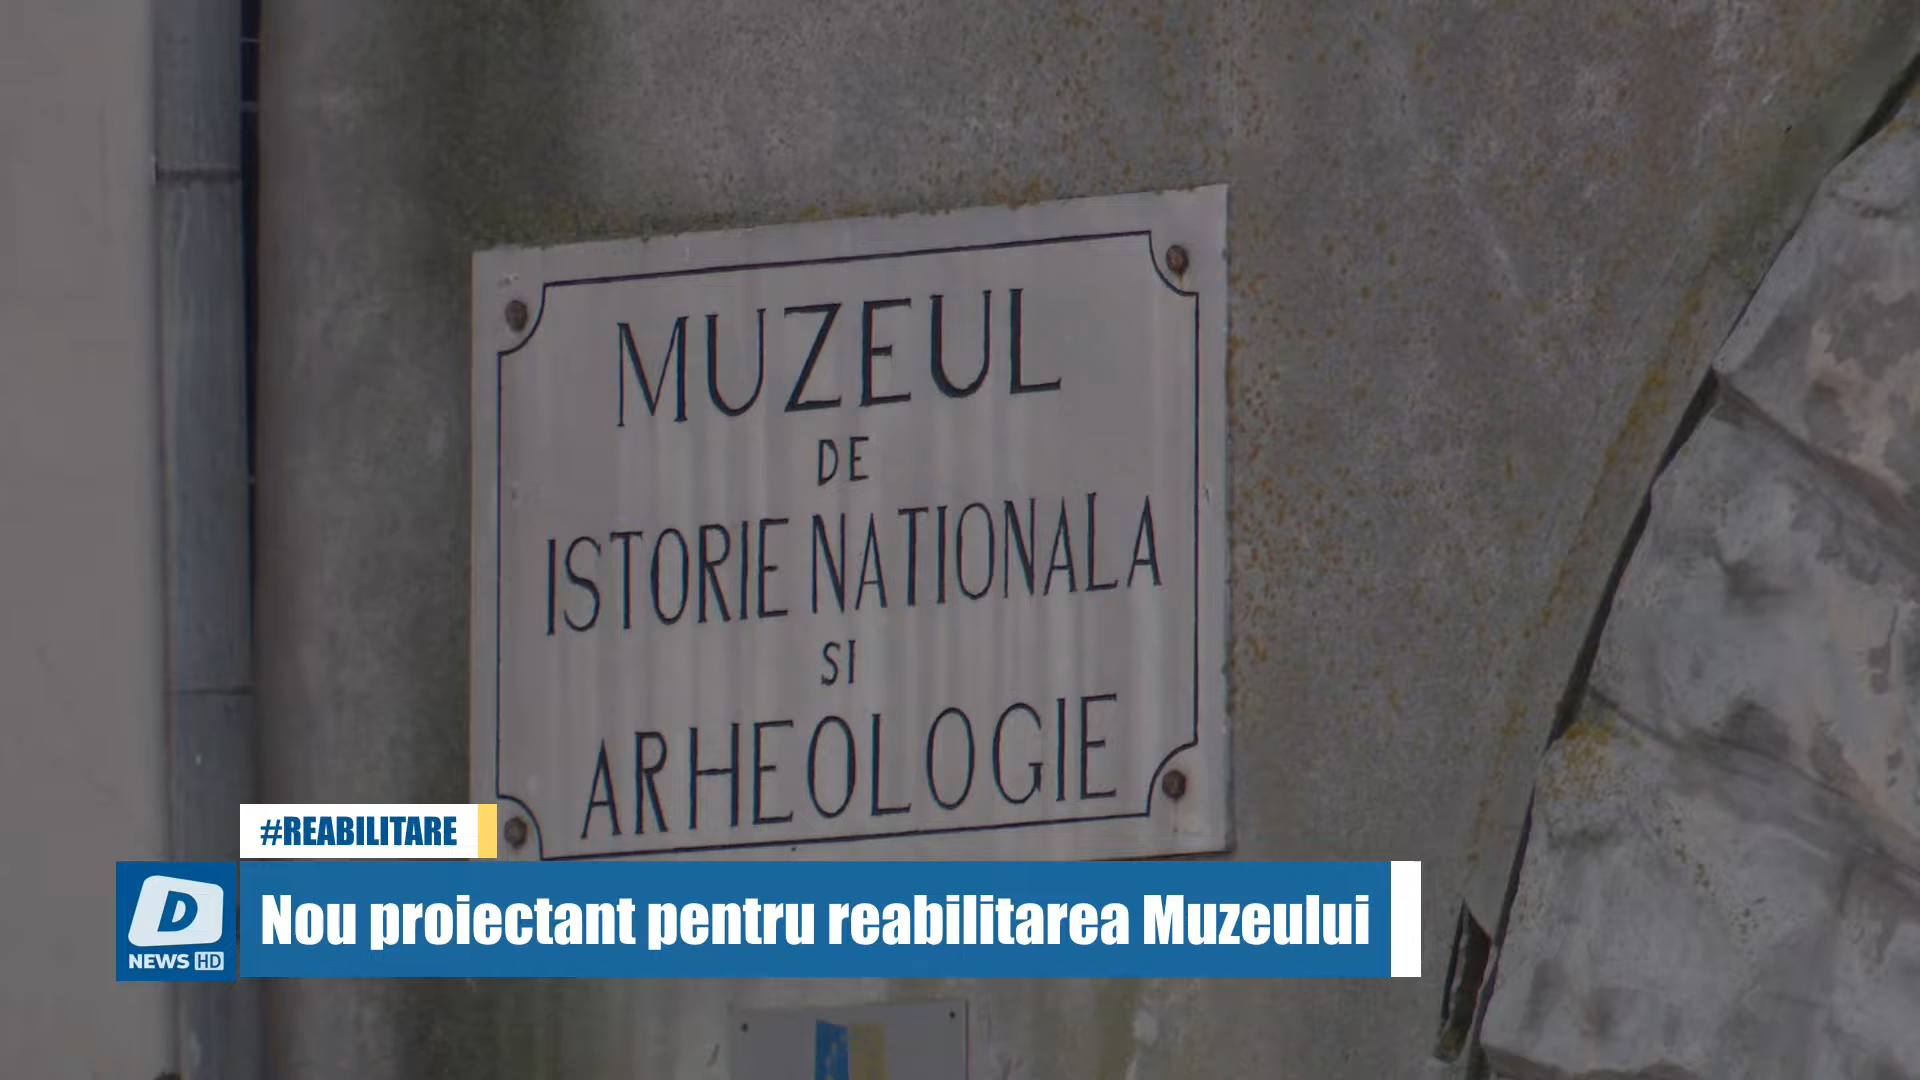 MUZEUL
DE
ISTORIE NATIONALA
SI
ARHEOLOGIE
#REABILITARE
Nou proiectant pentru reabilitarea Muzeului
D
NEWS HD